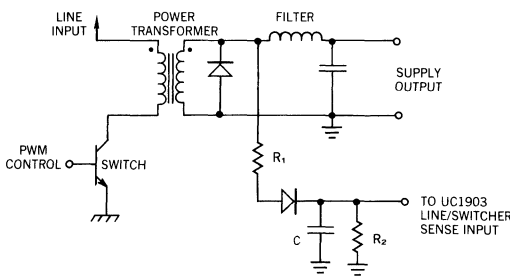 LINE
INPUT
POWER
TRANSFORMER
FILTER
SUPPLY
OUTPUT
PWM
CONTROL
SWITCH
R₁
TO UC1903
LINE/SWITCHER
SENSE INPUT
C
R₂